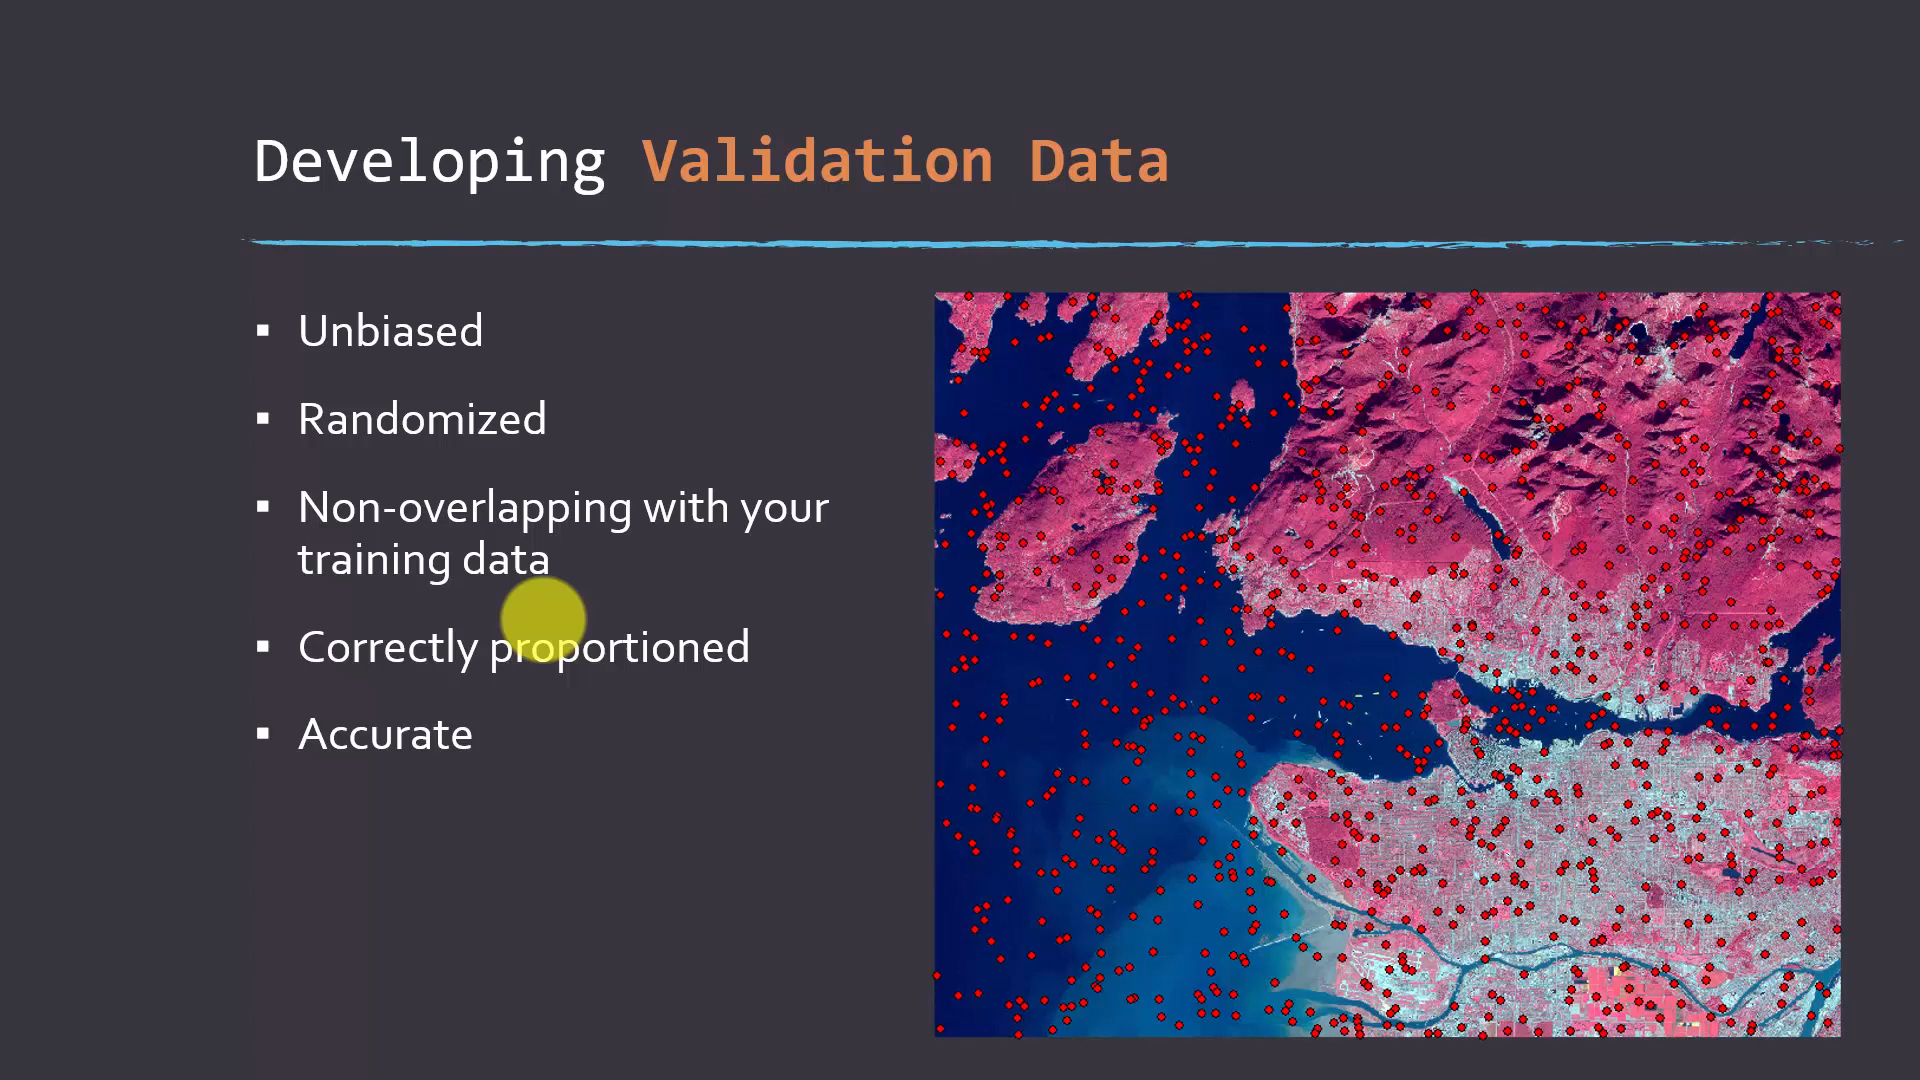 Developing Validation Data
▪ Unbiased
▪ Randomized
▪ Non-overlapping with your
training data
▪ Correctly proportioned
▪ Accurate